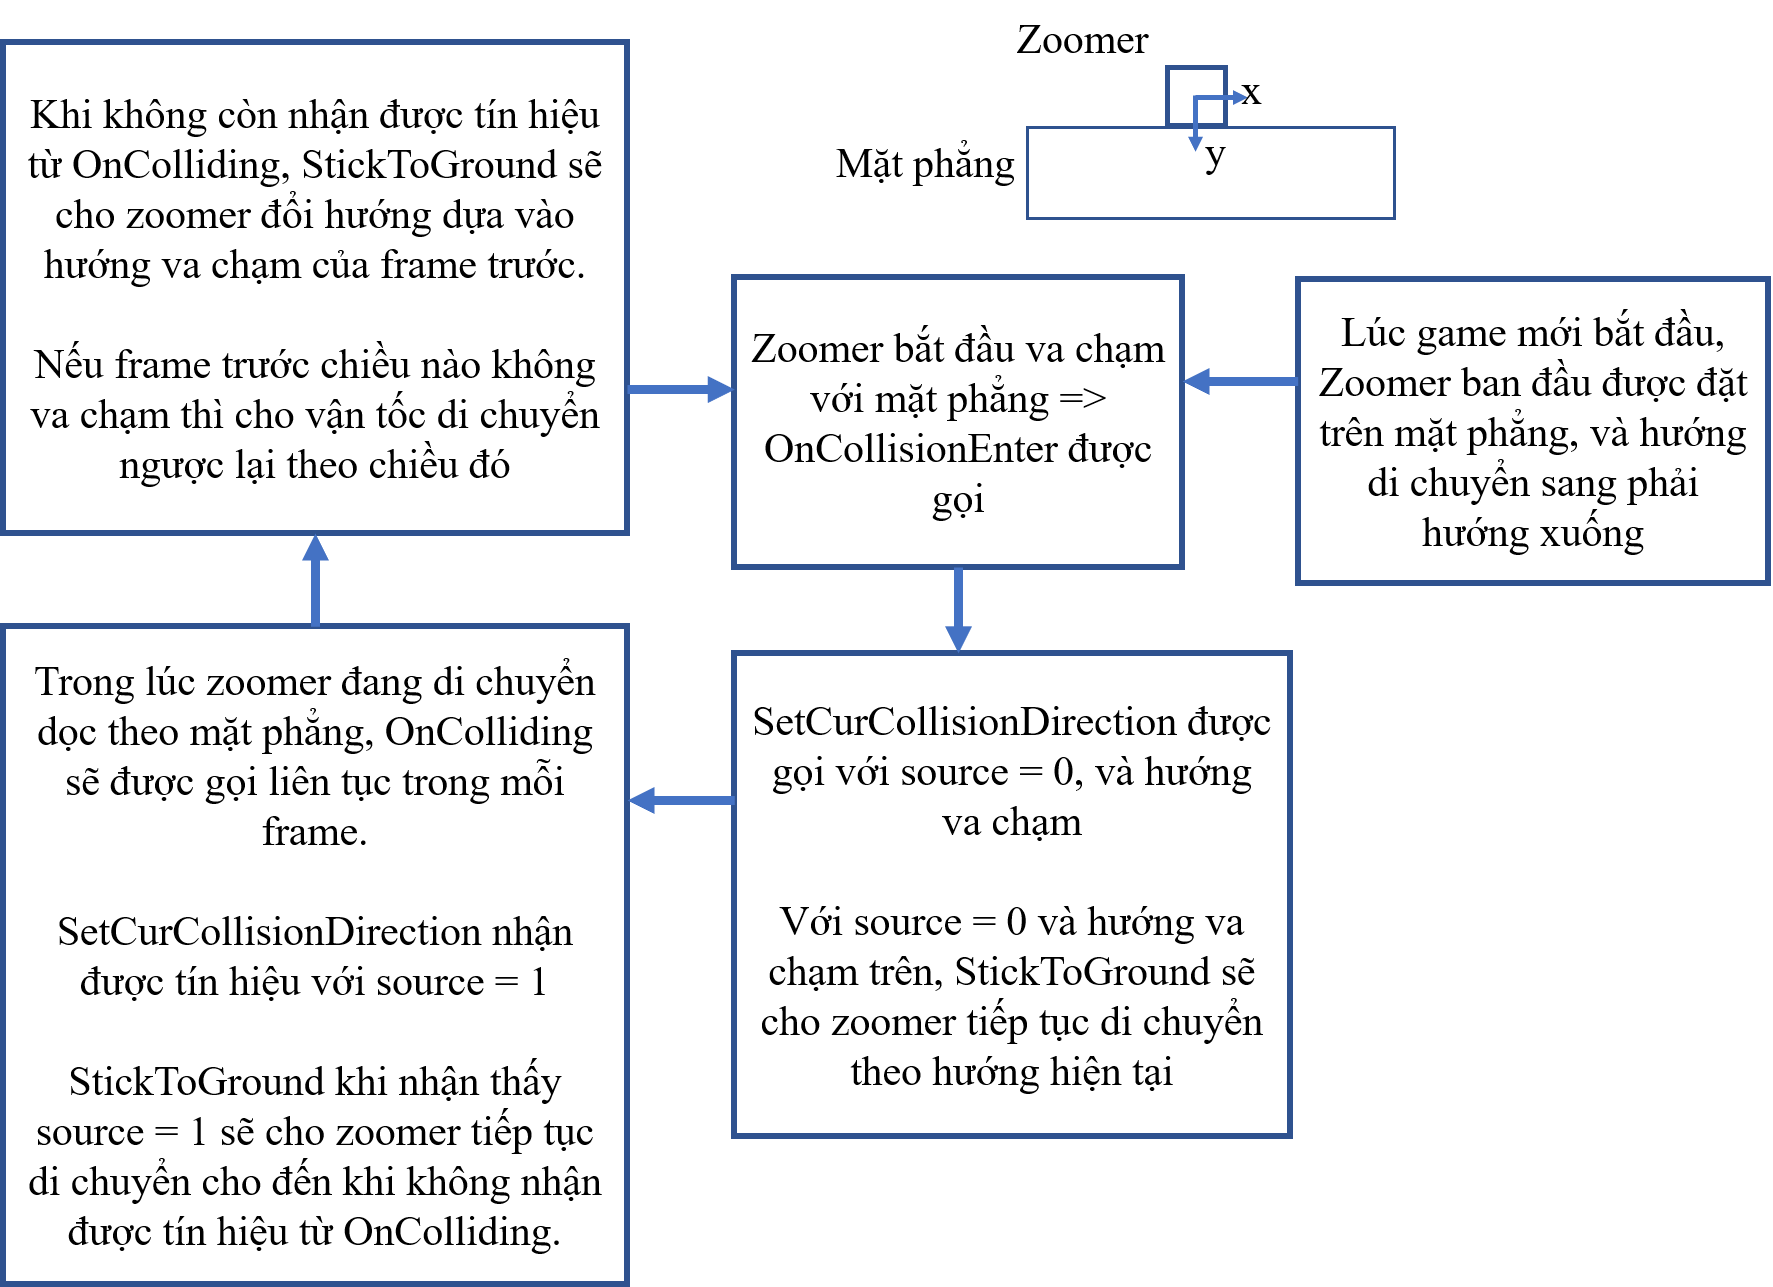 Zoomer
x
Mặt phẳng
y
Khi không còn nhận được tín hiệu
từ OnColliding, StickToGround sẽ
cho zoomer đổi hướng dựa vào
hướng va chạm của frame trước.
Nếu frame trước chiều nào không
va chạm thì cho vận tốc di chuyển
ngược lại theo chiều đó
Zoomer bắt đầu va chạm
với mặt phẳng =>
OnCollisionEnter được
gọi
Lúc game mới bắt đầu,
Zoomer ban đầu được đặt
trên mặt phẳng, và hướng
di chuyển sang phải
hướng xuống
Trong lúc zoomer đang di chuyển
dọc theo mặt phẳng, OnColliding
sẽ được gọi liên tục trong mỗi
frame.
SetCurCollisionDirection nhận
được tín hiệu với source = 1
StickToGround khi nhận thấy
source = 1 sẽ cho zoomer tiếp tục
di chuyển cho đến khi không nhận
được tín hiệu từ OnColliding.
SetCurCollisionDirection được
gọi với source = 0, và hướng
va chạm
Với source = 0 và hướng va
chạm trên, StickToGround sẽ
cho zoomer tiếp tục di chuyển
theo hướng hiện tại